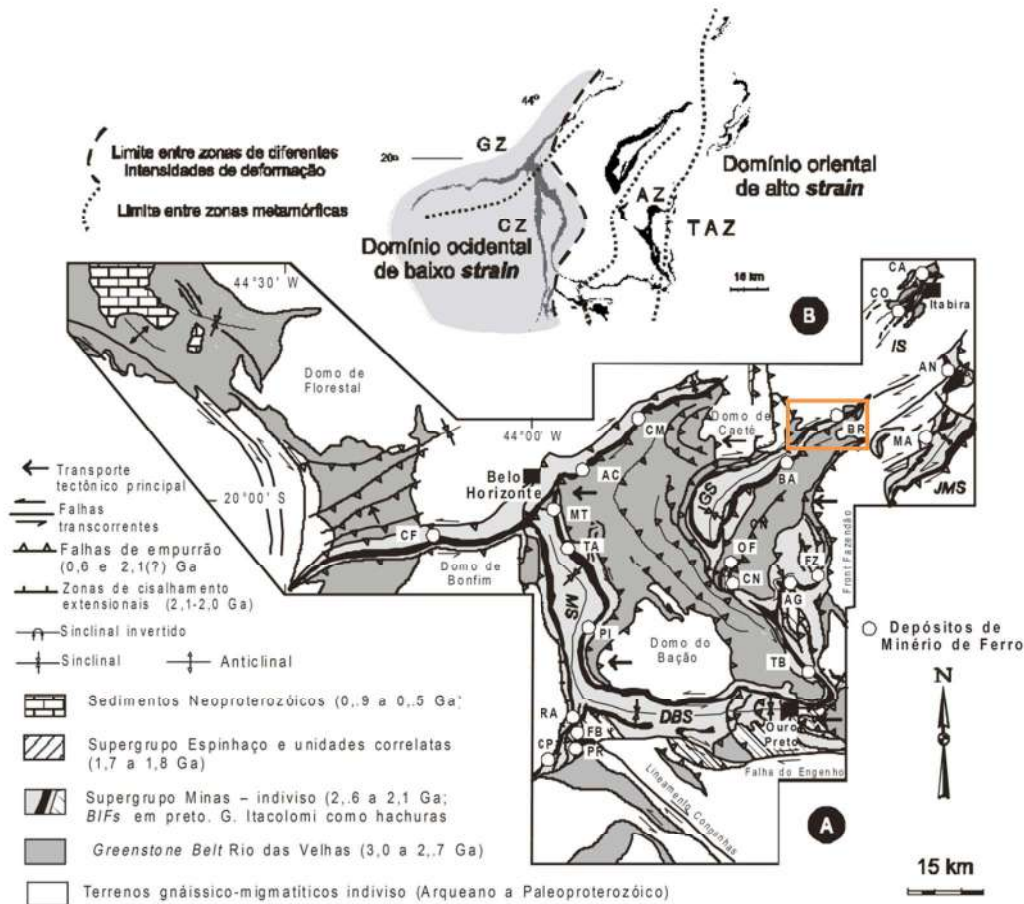 44º
GZ
20º
Limite entre zonas de diferentes
intensidades de deformação
Limite entre zonas metamórficas
CZ
Domínio ocidental
de baixo strain
AZ
Domínio oriental
de alto strain
TAZ
16 km
B
44°30' W
Domo de
Florestal
CA
CO
Itabira
IS
AN
MA
JMS
Domo de
Caeté
BR
44°00' W
CM
Belo
Horizonte
AC
MT
TA
CF
Domo de
Bonfim
GS
BA
OF
CN
FZ
AG
Front Fazendão
MS
PI
Domo do
Bação
TB
DBS
Ouro
Preto
RA
FB
CP
PR
Falha do Engenho
Lineamento Congonhas
A
20°00' S
Transporte
tectônico principal
Falhas
transcorrentes
Falhas de empurrão
(0,6 e 2,1(?) Ga
Zonas de cisalhamento
extensionais (2,1-2,0 Ga)
Sinclinal invertido
Sinclinal
Anticlinal
Sedimentos Neoproterozóicos (0,.9 a 0,.5 Ga)
Supergrupo Espinhaço e unidades correlatas
(1,7 a 1,8 Ga)
Supergrupo Minas – indiviso (2,.6 a 2,1 Ga;
BIFs em preto. G. Itacolomi como hachuras
Greenstone Belt Rio das Velhas (3,0 a 2,.7 Ga)
Terrenos gnáissico-migmatíticos indiviso (Arqueano a Paleoproterozóico)
Depósitos de
Minério de Ferro
N
15 km